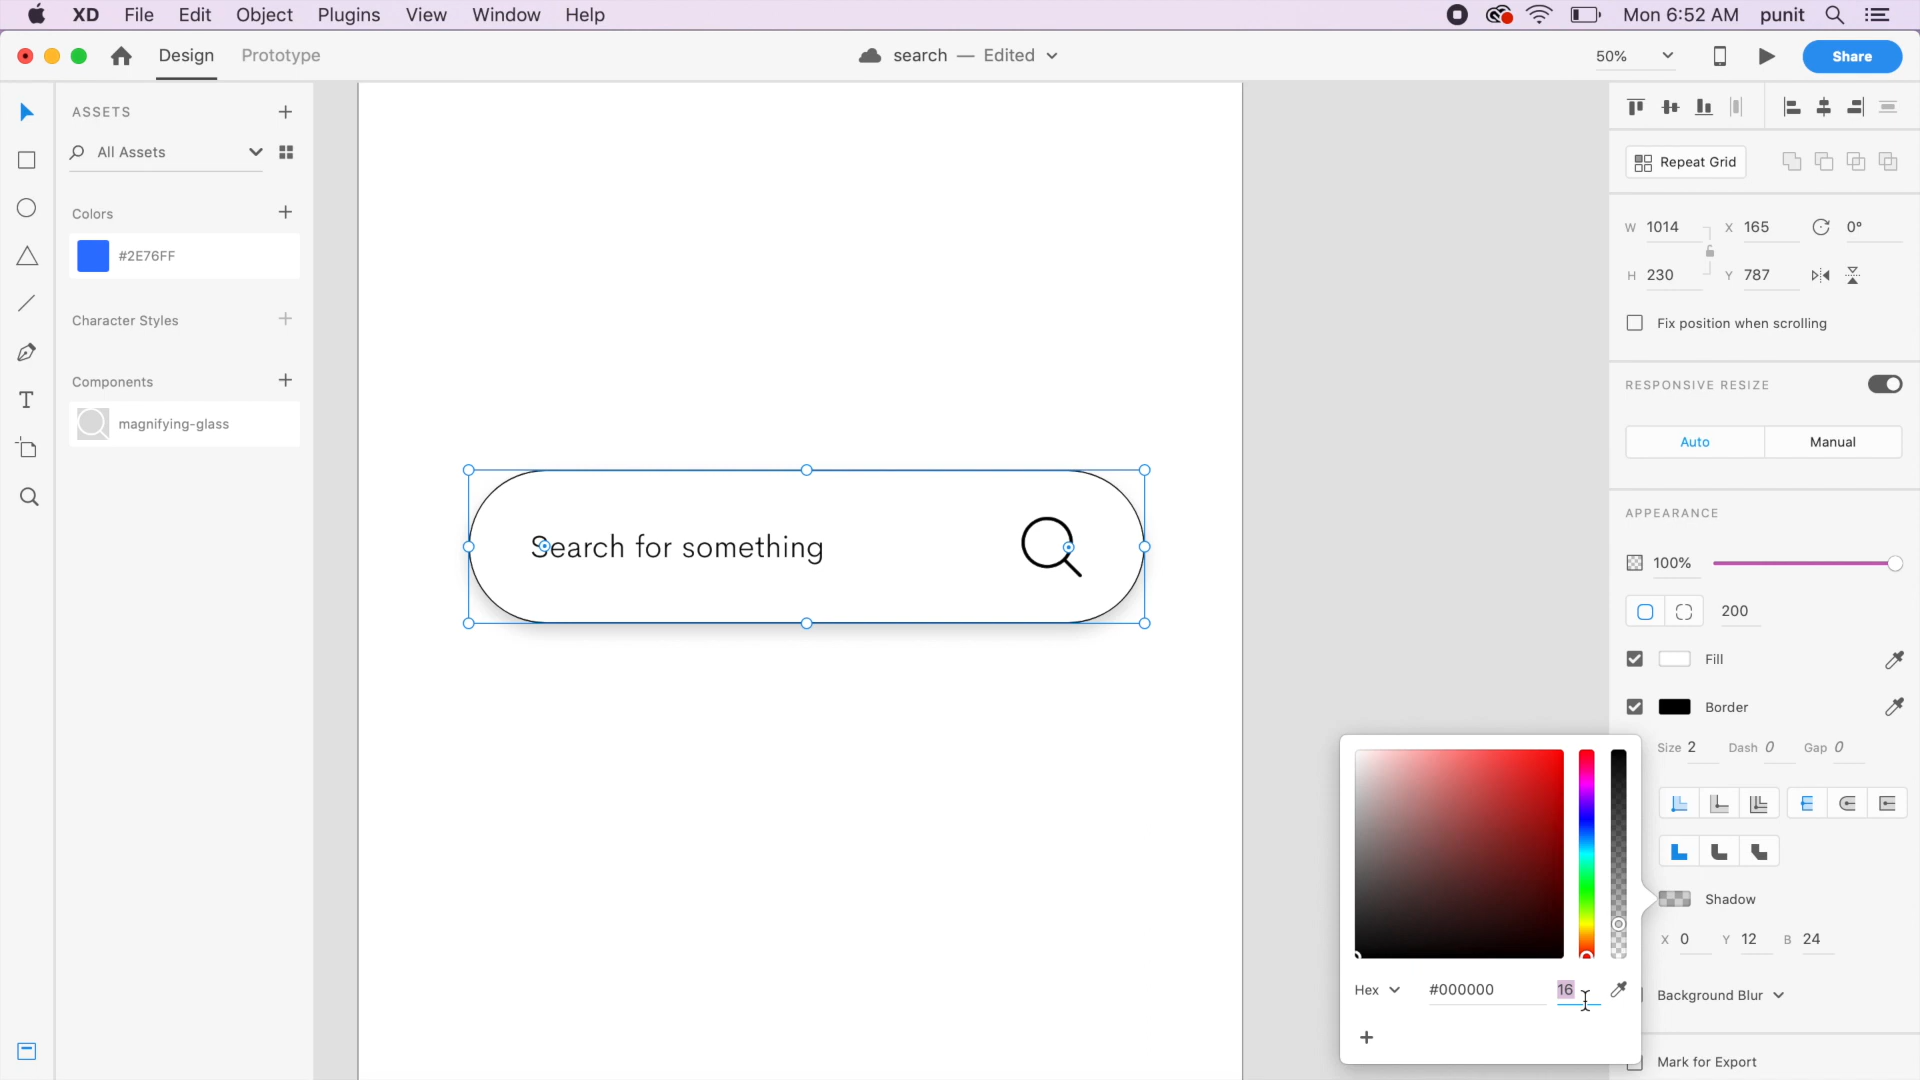 XD File Edit Object Plugins View Window Help Mon 6:52 AM punit
Design Prototype search — Edited 50% Share
ASSETS
All Assets
Colors
#2E76FF
Character Styles
Components
magnifying-glass
Search for something
Repeat Grid
W 1014 X 165 0°
H 230 Y 787
Fix position when scrolling
RESPONSIVE RESIZE
Auto Manual
APPEARANCE
100%
200
Fill
Border
Size 2 Dash 0 Gap 0
Shadow
X 0 Y 12 B 24
Hex #000000 16
Background Blur
Mark for Export